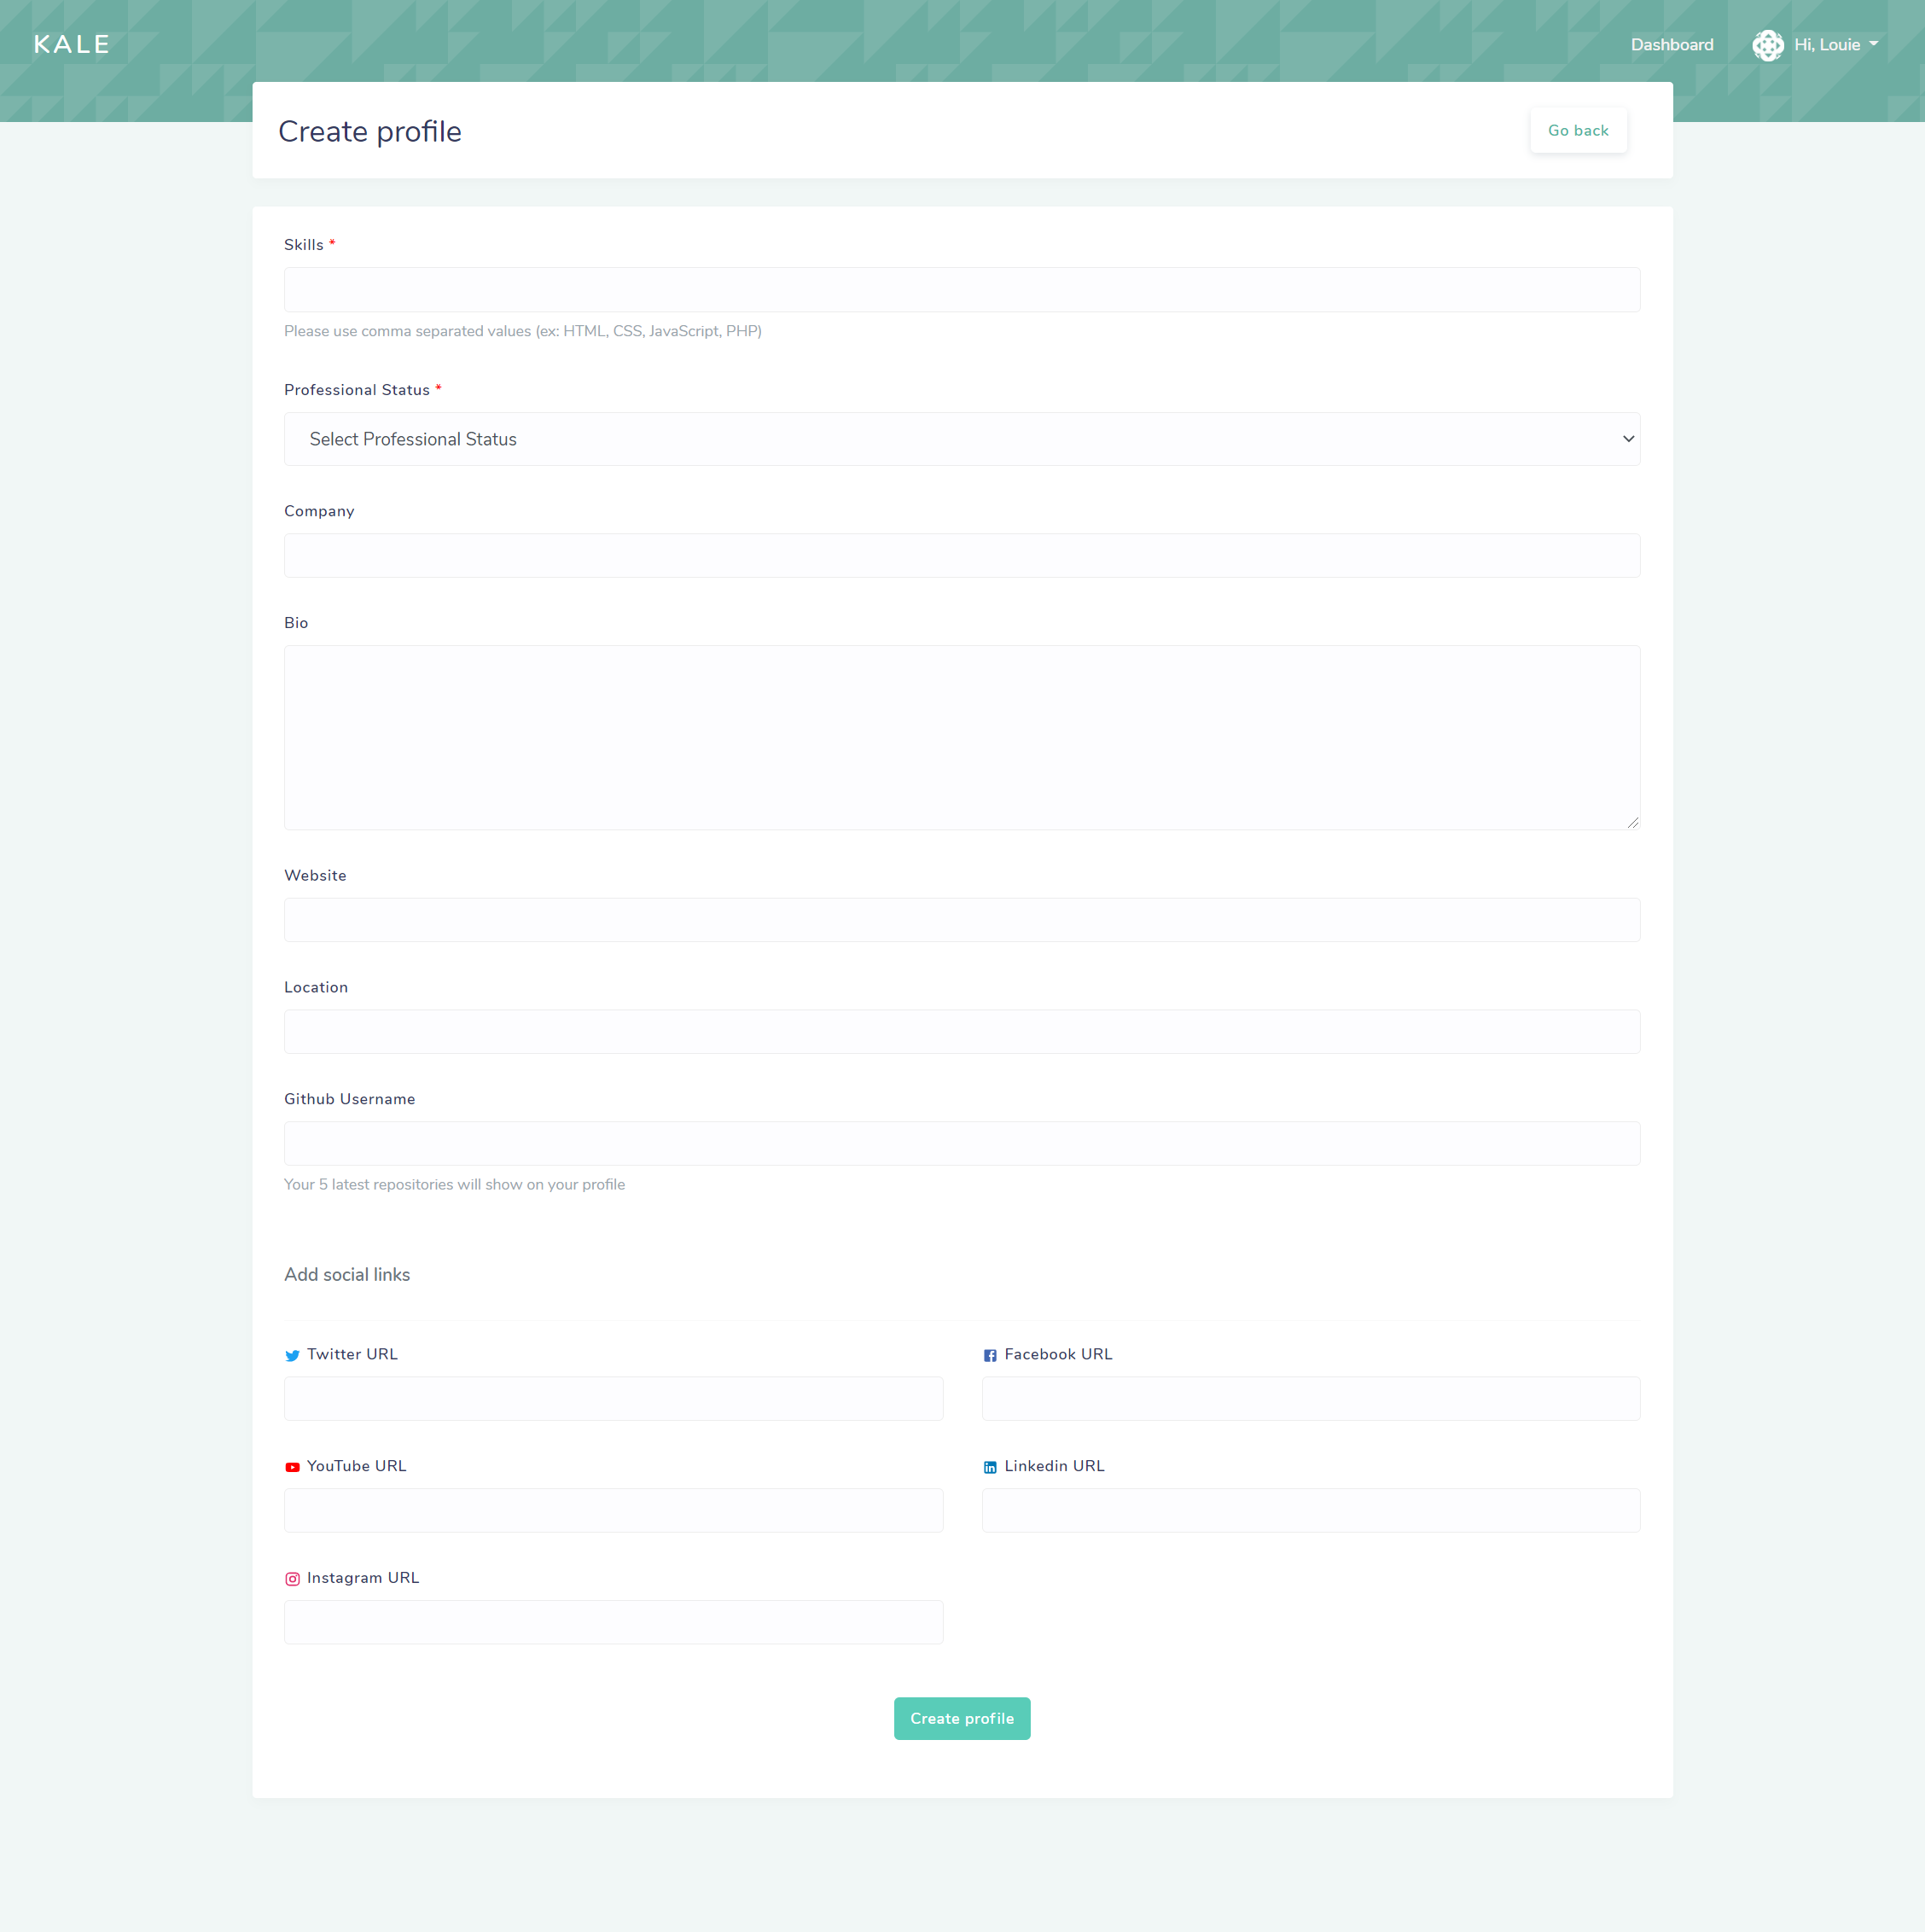 KALE
Dashboard
Hi, Louie
Create profile
Go back
Skills *
Please use comma separated values (ex: HTML, CSS, JavaScript, PHP)
Professional Status *
Select Professional Status
Company
Bio
Website
Location
Github Username
Your 5 latest repositories will show on your profile
Add social links
Twitter URL
Facebook URL
YouTube URL
Linkedin URL
Instagram URL
Create profile